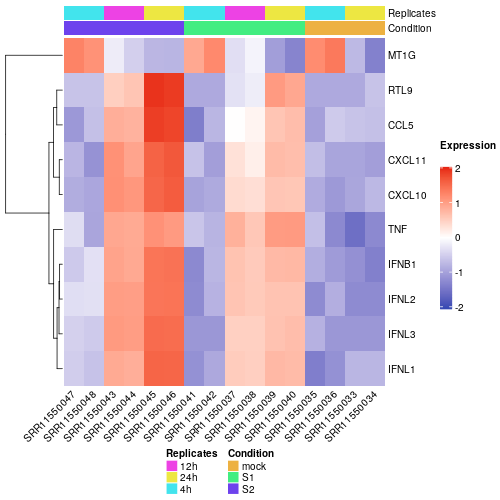 Replicates
Condition
MT1G
RTL9
CCL5
CXCL11
CXCL10
TNF
IFNB1
IFNL2
IFNL3
IFNL1
Expression
2
1
0
-1
-2
SRR11550047
SRR11550048
SRR11550043
SRR11550044
SRR11550045
SRR11550046
SRR11550041
SRR11550042
SRR11550037
SRR11550038
SRR11550039
SRR11550040
SRR11550035
SRR11550036
SRR11550033
SRR11550034
Replicates Condition
12h mock
24h S1
4h S2